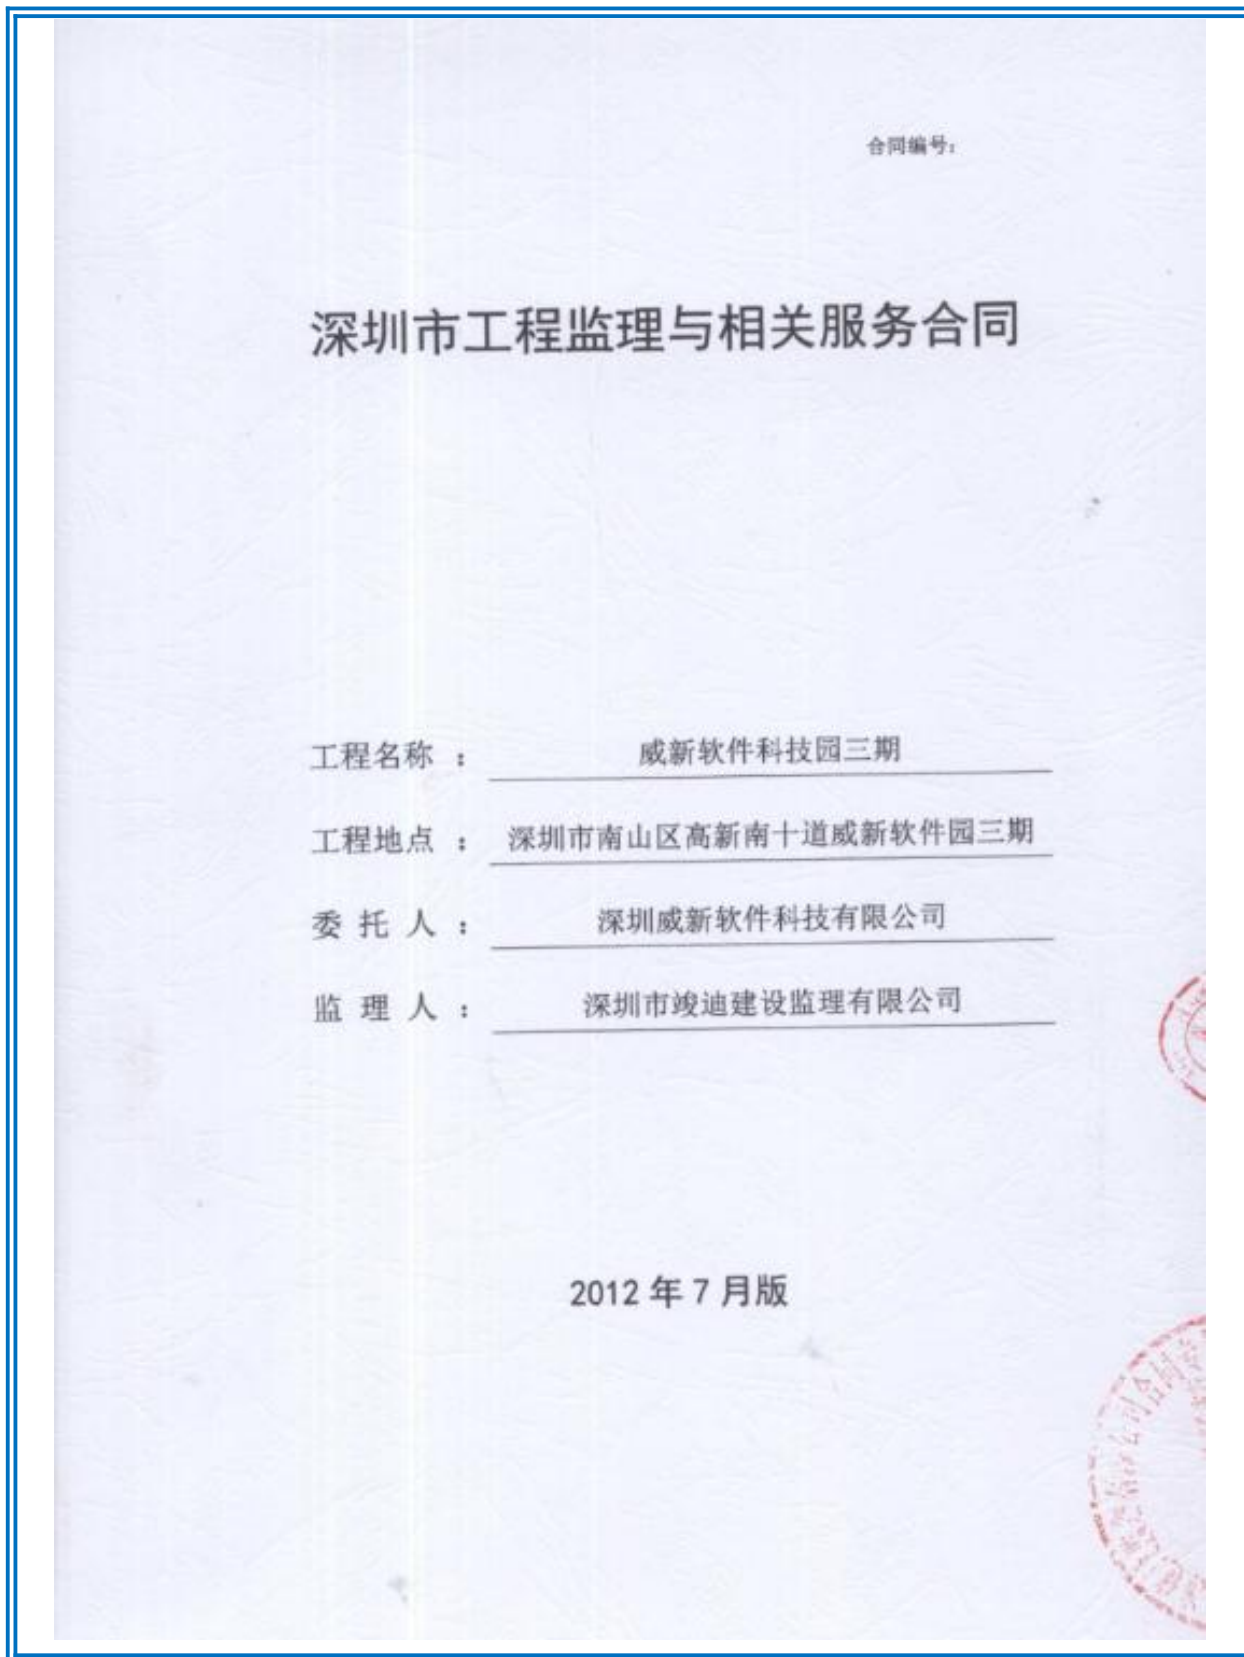 合同编号：
深圳市工程监理与相关服务合同
工程名称 ： 威新软件科技园三期
工程地点 ： 深圳市南山区高新南十道威新软件园三期
委 托 人 ： 深圳威新软件科技有限公司
监 理 人 ： 深圳市竣迪建设监理有限公司
2012 年 7 月版